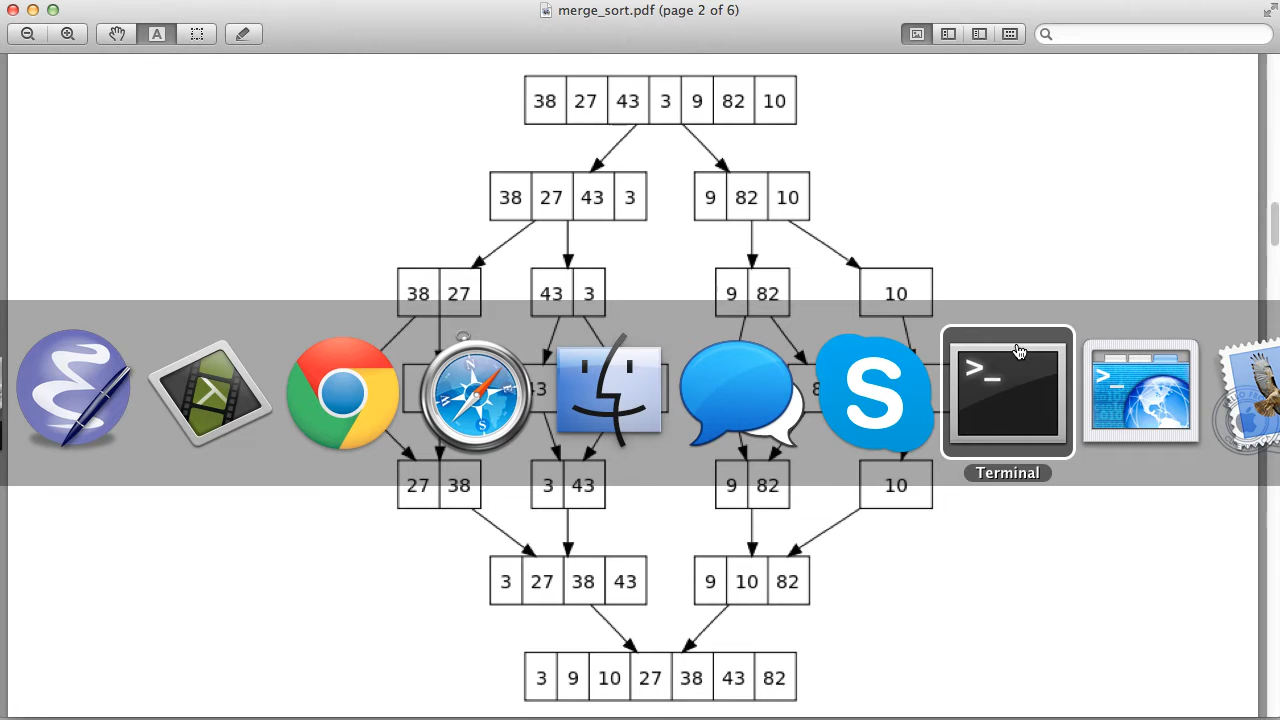 merge_sort.pdf (page 2 of 6)
A
38 27 43 3 9 82 10
38 27 43 3
9 82 10
38 27
43 3
9 82
10
>_
S
>_
Terminal
27 38
3 43
9 82
10
3 27 38 43
9 10 82
3 9 10 27 38 43 82